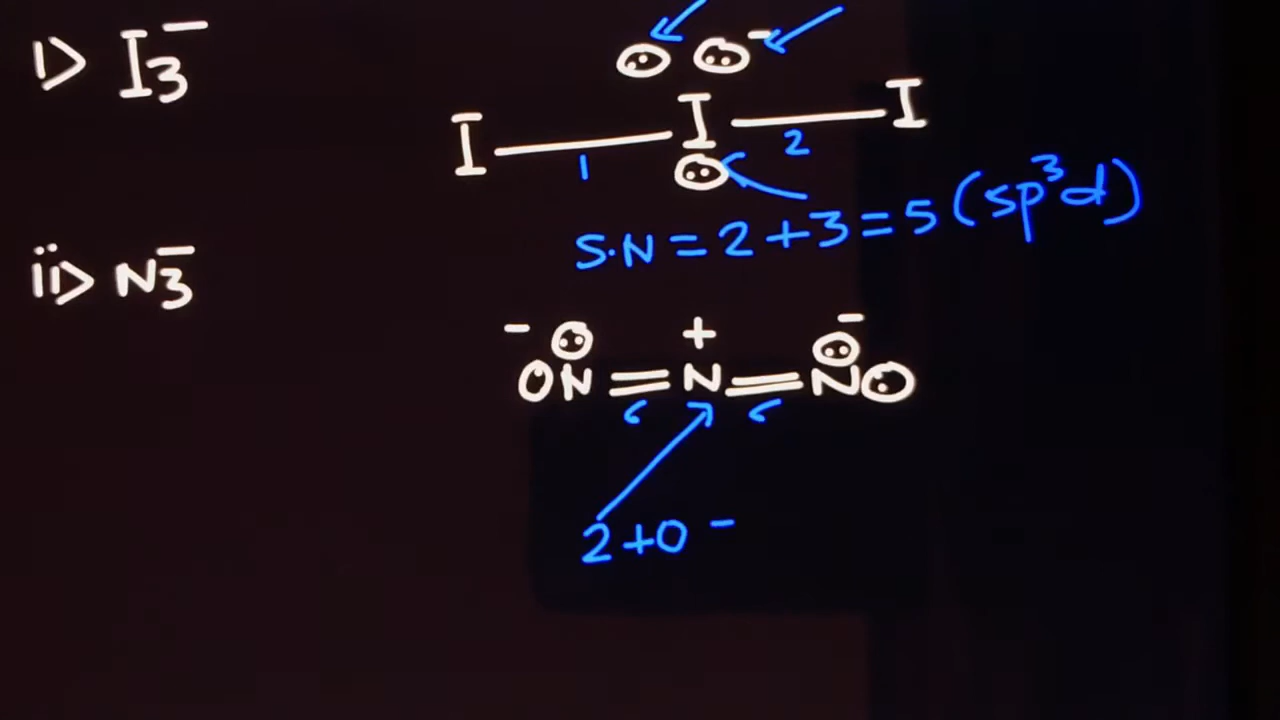 i> I3⁻
I — I⁻ — I
1 2
S.N = 2 + 3 = 5 (sp³d)
ii> N3⁻
- + -
N = N = N
2 + 0 -